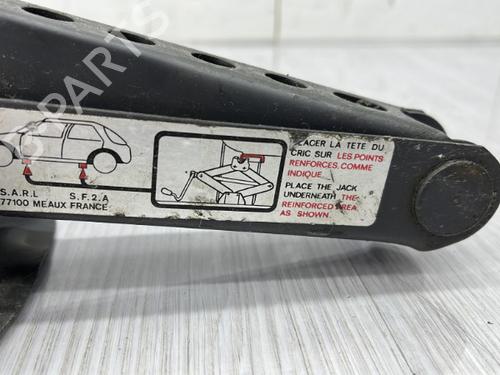 PLACER LA TETE DU
CRIC SUR LES POINTS
RENFORCES. COMME
INDIQUE
PLACE THE JACK
UNDERNEATH THE
REINFORCED AREA
AS SHOWN.
S.A.R.L S.F.2.A
77100 MEAUX FRANCE
PARTS